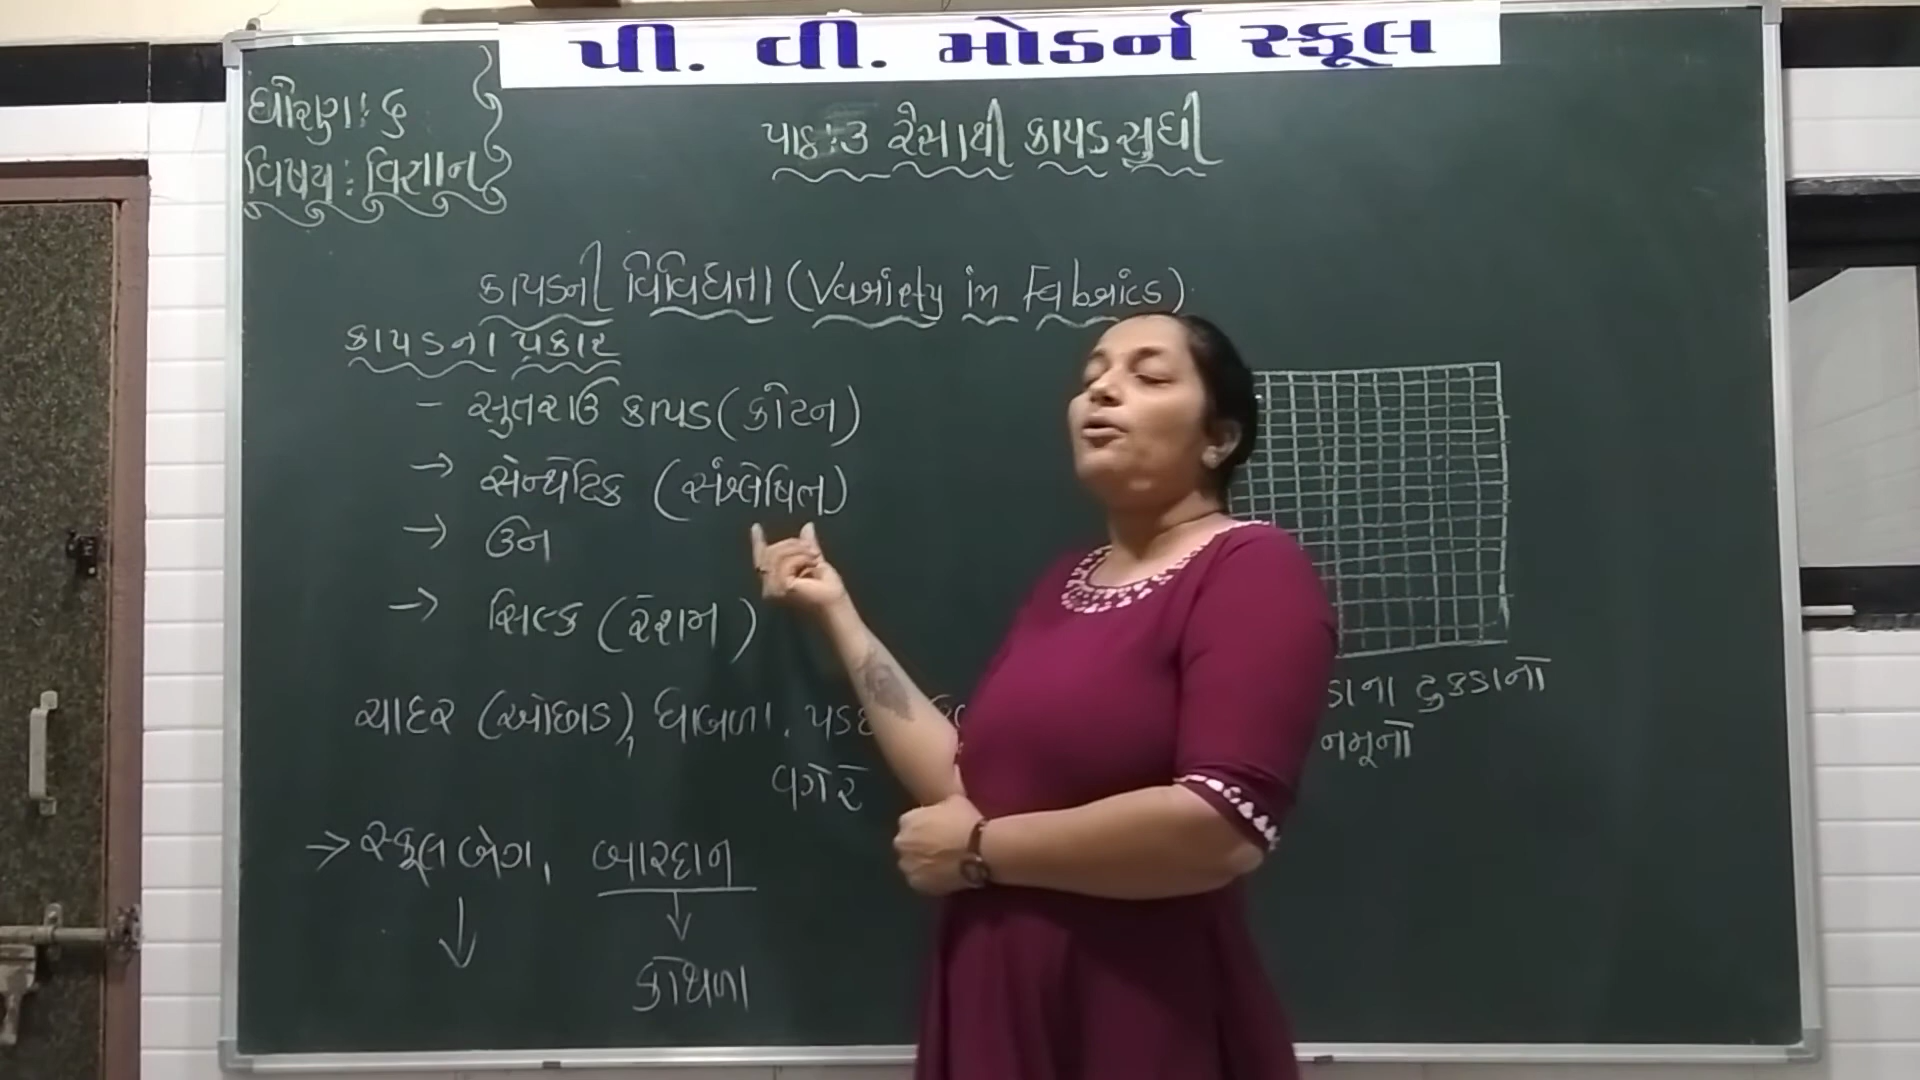 પી. વી. મોડર્ન સ્કૂલ
ધોરણ: ૬
વિષય: વિજ્ઞાન
પાઠ: ૩ રેસાથી કાપડ સુધી
કાપડની વિવિધતા (Variety in Fabrics)
કાપડના પ્રકાર
- સુતરાઉ કાપડ (કોટન)
→ સેન્થેટિક (સંશ્લેષિત)
→ ઉન
→ સિલ્ક (રેશમ)
ચાદર (ઓછાડ), ધાબળા, પડદા
વગેરે
→ સ્કૂલ બેગ, બારદાન
કોથળા
ડાના ટુકડાનો
નમૂનો